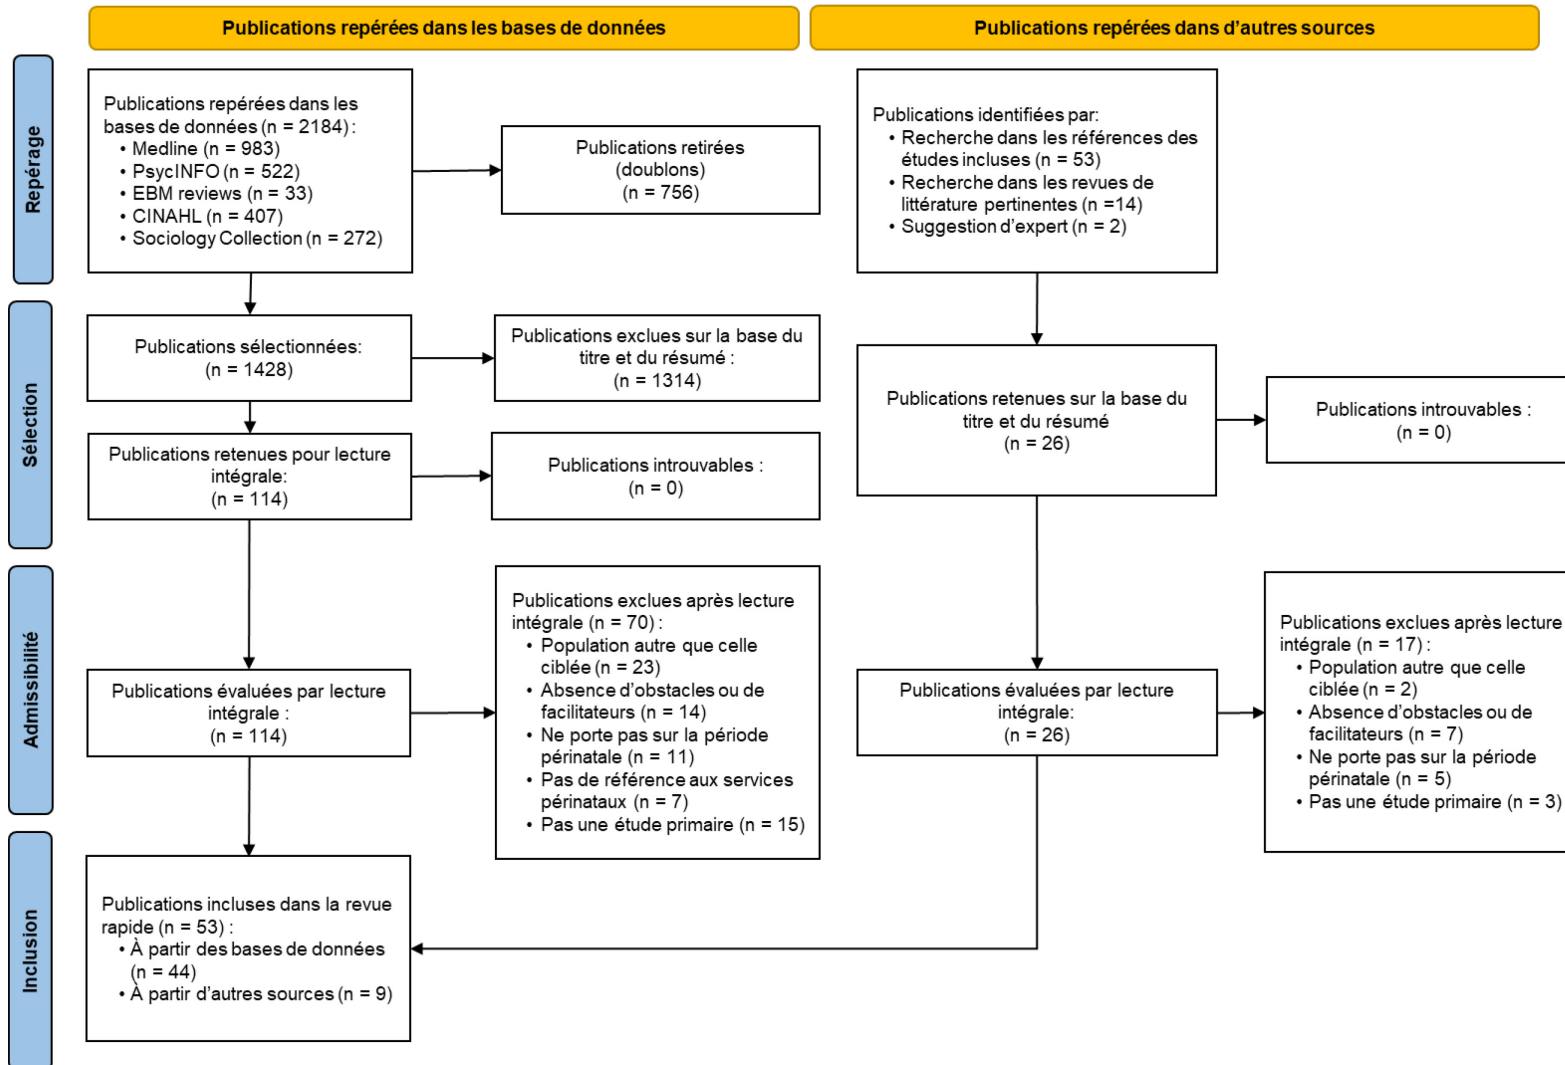 Publications repérées dans les bases de données
Publications repérées dans d'autres sources
Repérage
Publications repérées dans les
bases de données (n = 2184) :
• Medline (n = 983)
• PsycINFO (n = 522)
• EBM reviews (n = 33)
• CINAHL (n = 407)
• Sociology Collection (n = 272)
Publications retirées
(doublons)
(n = 756)
Publications identifiées par:
• Recherche dans les références des
études incluses (n = 53)
• Recherche dans les revues de
littérature pertinentes (n =14)
• Suggestion d'expert (n = 2)
Sélection
Publications sélectionnées:
(n = 1428)
Publications exclues sur la base du
titre et du résumé :
(n = 1314)
Publications retenues pour lecture
intégrale:
(n = 114)
Publications introuvables :
(n = 0)
Publications retenues sur la base du
titre et du résumé
(n = 26)
Publications introuvables :
(n = 0)
Admissibilité
Publications évaluées par lecture
intégrale :
(n = 114)
Publications exclues après lecture
intégrale (n = 70) :
• Population autre que celle
ciblée (n = 23)
• Absence d'obstacles ou de
facilitateurs (n = 14)
• Ne porte pas sur la période
périnatale (n = 11)
• Pas de référence aux services
périnataux (n = 7)
• Pas une étude primaire (n = 15)
Publications évaluées par lecture
intégrale:
(n = 26)
Publications exclues après lecture
intégrale (n = 17) :
• Population autre que celle
ciblée (n = 2)
• Absence d'obstacles ou de
facilitateurs (n = 7)
• Ne porte pas sur la période
périnatale (n = 5)
• Pas une étude primaire (n = 3)
Inclusion
Publications incluses dans la revue
rapide (n = 53) :
• À partir des bases de données
(n = 44)
• À partir d'autres sources (n = 9)